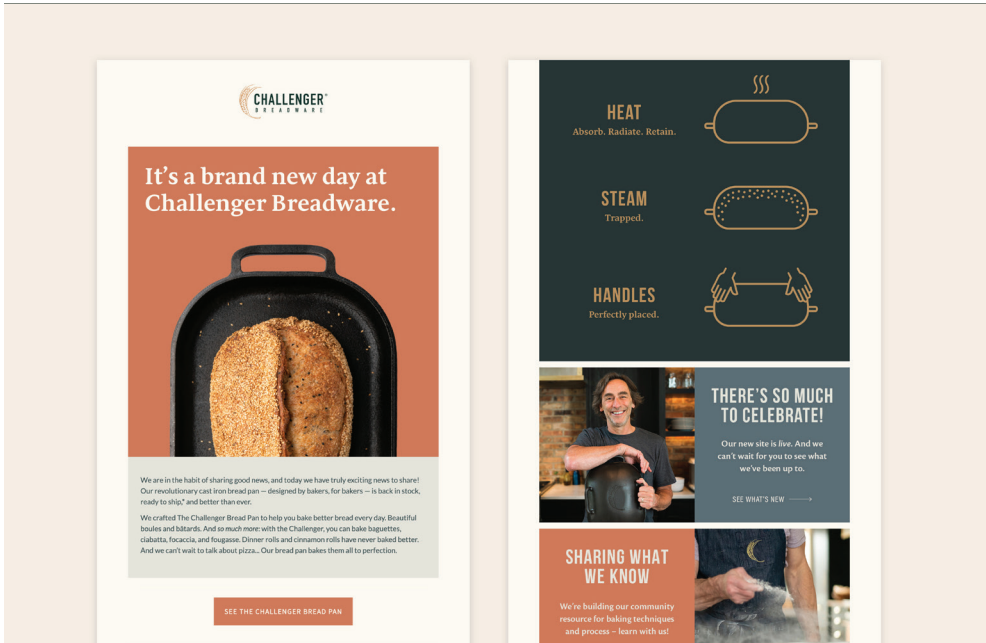 CHALLENGER™
BREADWARE
It's a brand new day at
Challenger Breadware.
We are in the habit of sharing good news, and today we have truly exciting news to share!
Our revolutionary cast iron bread pan — designed by bakers, for bakers — is back in stock,
ready to ship,* and better than ever.
We crafted The Challenger Bread Pan to help you bake better bread every day. Beautiful
boules and bâtards. And so much more: with the Challenger, you can bake baguettes,
ciabatta, focaccia, and fougasse. Dinner rolls and cinnamon rolls have never baked better.
And we can't wait to talk about pizza... Our bread pan bakes them all to perfection.
SEE THE CHALLENGER BREAD PAN
HEAT
Absorb. Radiate. Retain.
STEAM
Trapped.
HANDLES
Perfectly placed.
THERE'S SO MUCH
TO CELEBRATE!
Our new site is live. And we
can't wait for you to see what
we've been up to.
SEE WHAT'S NEW
SHARING WHAT
WE KNOW
We're building our community
resource for baking techniques
and process – learn with us!